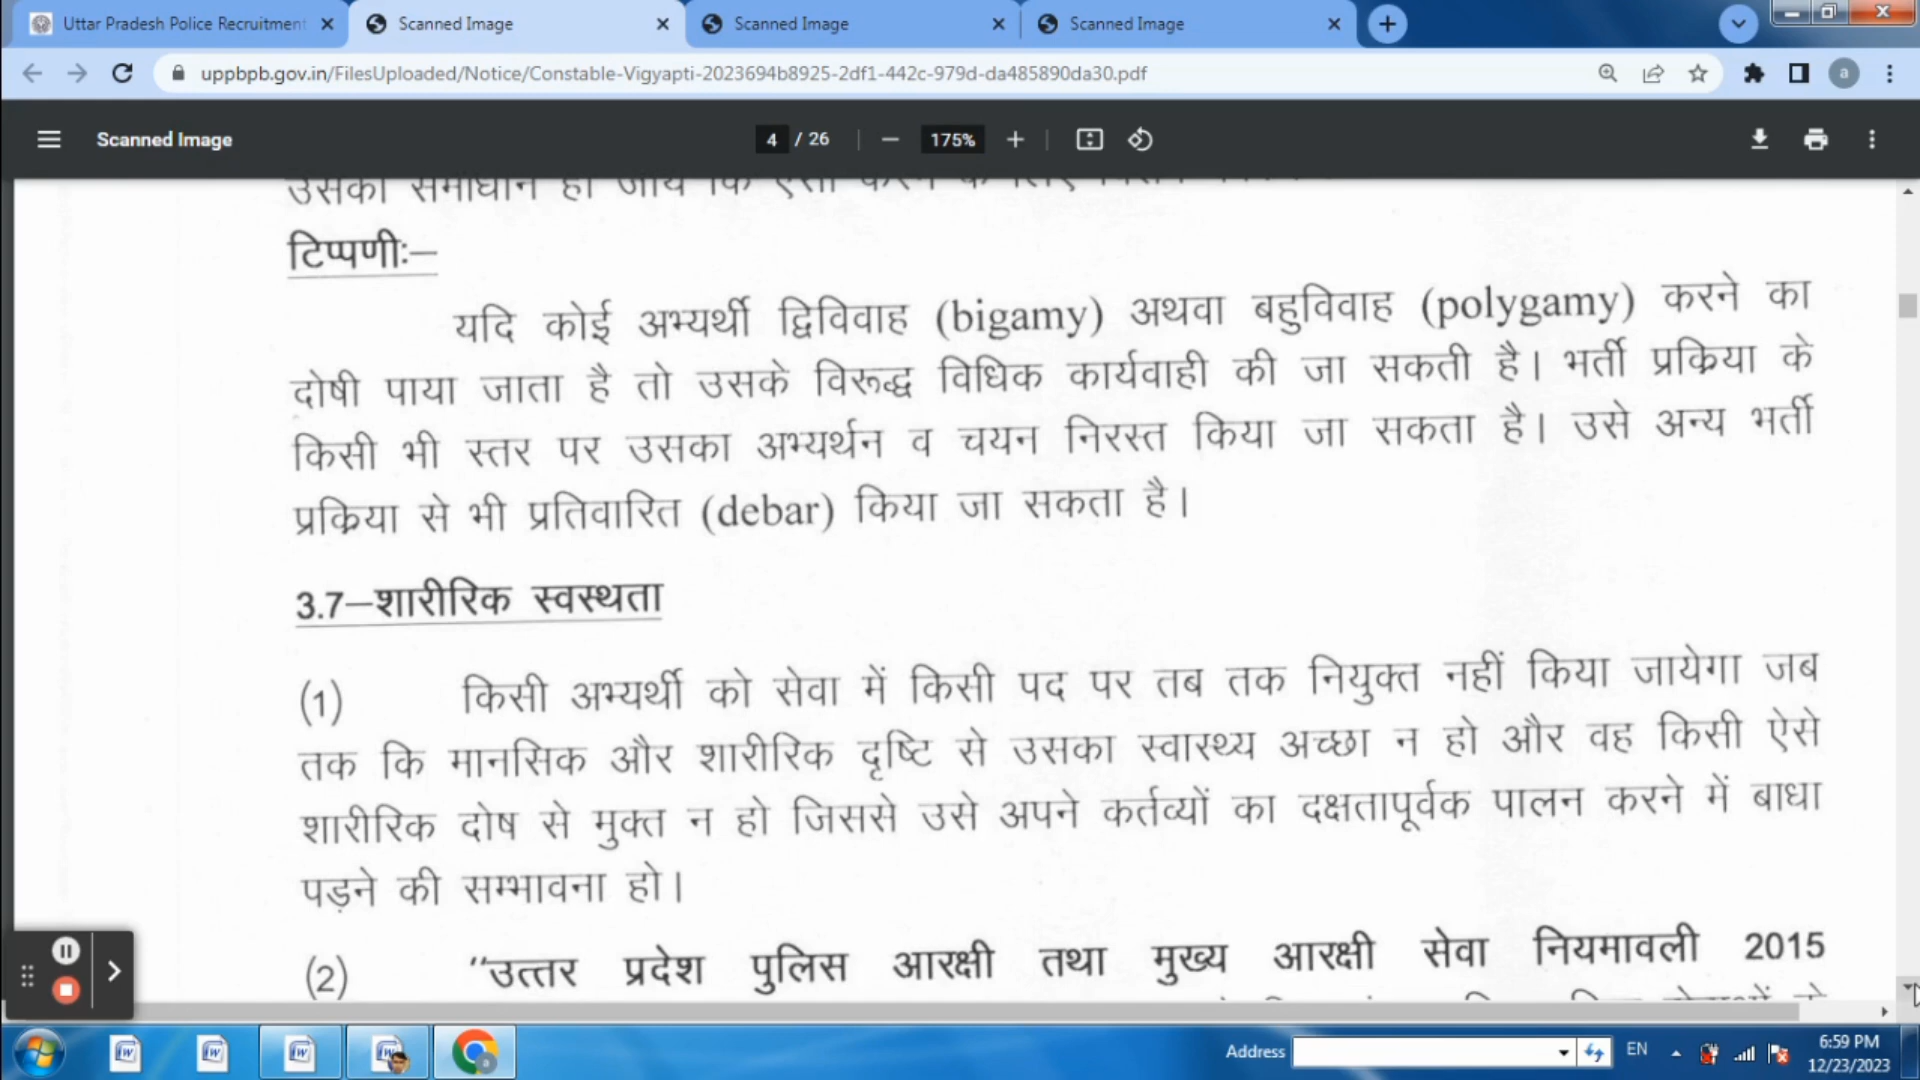 Uttar Pradesh Police Recruitment
Scanned Image
Scanned Image
Scanned Image
uppbpb.gov.in/FilesUploaded/Notice/Constable-Vigyapti-2023694b8925-2df1-442c-979d-da485890da30.pdf
a
Scanned Image
4 / 26
175%
टिप्पणीः–
यदि कोई अभ्यर्थी द्विविवाह (bigamy) अथवा बहुविवाह (polygamy) करने का
दोषी पाया जाता है तो उसके विरूद्ध विधिक कार्यवाही की जा सकती है। भर्ती प्रक्रिया के
किसी भी स्तर पर उसका अभ्यर्थन व चयन निरस्त किया जा सकता है। उसे अन्य भर्ती
प्रक्रिया से भी प्रतिवारित (debar) किया जा सकता है।
3.7–शारीरिक स्वस्थता
(1) किसी अभ्यर्थी को सेवा में किसी पद पर तब तक नियुक्त नहीं किया जायेगा जब
तक कि मानसिक और शारीरिक दृष्टि से उसका स्वास्थ्य अच्छा न हो और वह किसी ऐसे
शारीरिक दोष से मुक्त न हो जिससे उसे अपने कर्तव्यों का दक्षतापूर्वक पालन करने में बाधा
पड़ने की सम्भावना हो।
(2) "उत्तर प्रदेश पुलिस आरक्षी तथा मुख्य आरक्षी सेवा नियमावली 2015
Address
EN
6:59 PM
12/23/2023